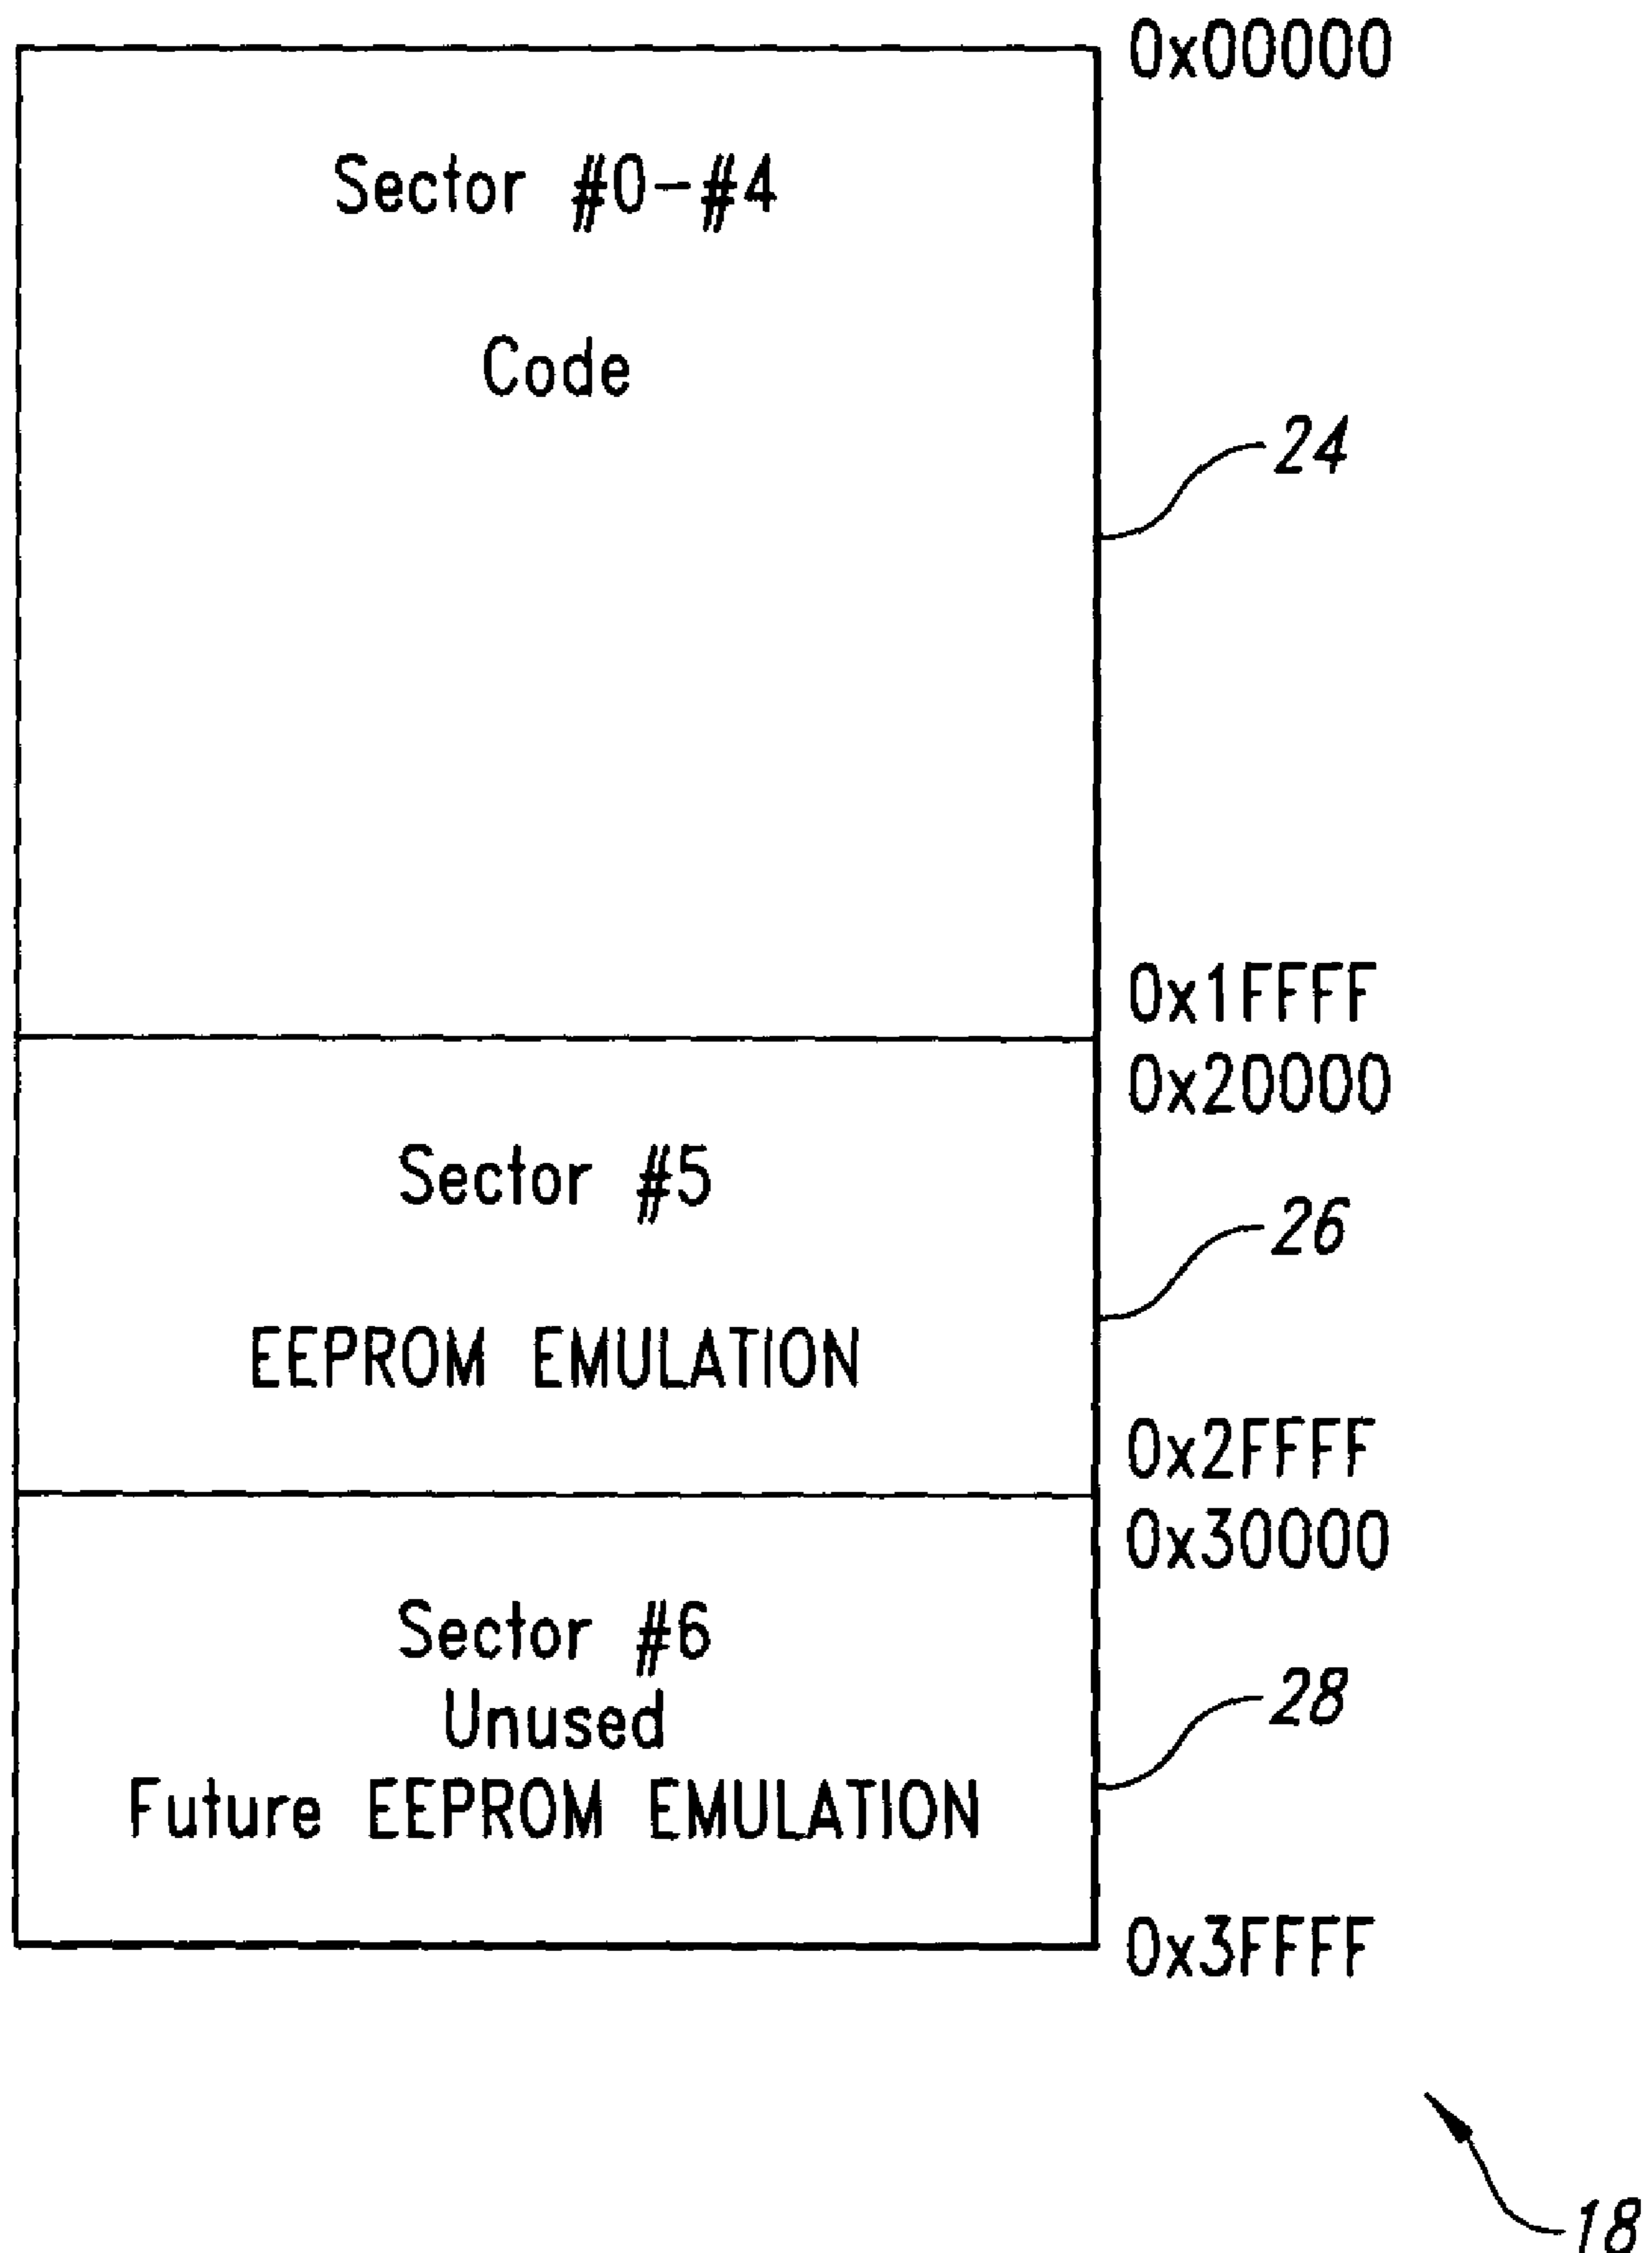 0x00000
Sector #0-#4
Code
24
0x1FFFF
0x20000
Sector #5
26
EEPROM EMULATION
0x2FFFF
0x30000
Sector #6
28
Unused
Future EEPROM EMULATION
0x3FFFF
18